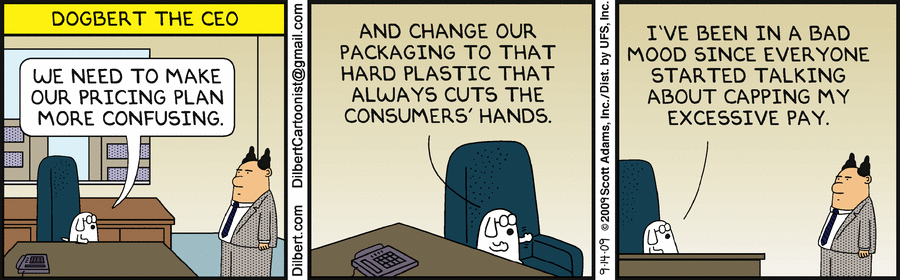 DOGBERT THE CEO
WE NEED TO MAKE
OUR PRICING PLAN
MORE CONFUSING.
Dilbert.com DilbertCartoonist@gmail.com
AND CHANGE OUR
PACKAGING TO THAT
HARD PLASTIC THAT
ALWAYS CUTS THE
CONSUMERS' HANDS.
9-14-09 ©2009 Scott Adams, Inc./Dist. by UFS, Inc.
I'VE BEEN IN A BAD
MOOD SINCE EVERYONE
STARTED TALKING
ABOUT CAPPING MY
EXCESSIVE PAY.